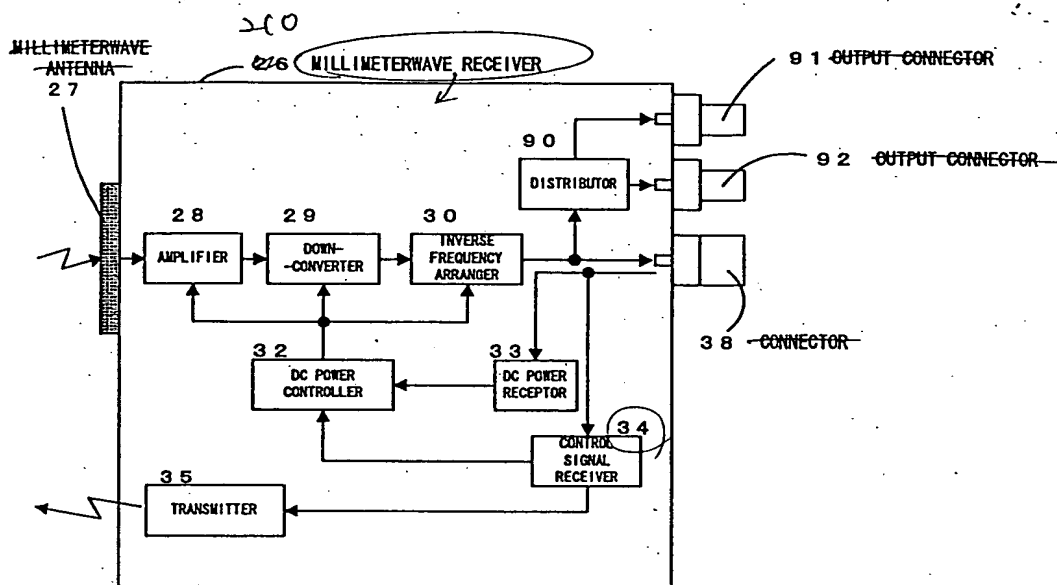 210
MILLIMETERWAVE
ANTENNA
27
226 MILLIMETERWAVE RECEIVER
91 OUTPUT CONNECTOR
90
DISTRIBUTOR
92 OUTPUT CONNECTOR
28
AMPLIFIER
29
DOWN-
-CONVERTER
30
INVERSE
FREQUENCY
ARRANGER
38 CONNECTOR
32
DC POWER
CONTROLLER
33
DC POWER
RECEPTOR
34
CONTROL
SIGNAL
RECEIVER
35
TRANSMITTER